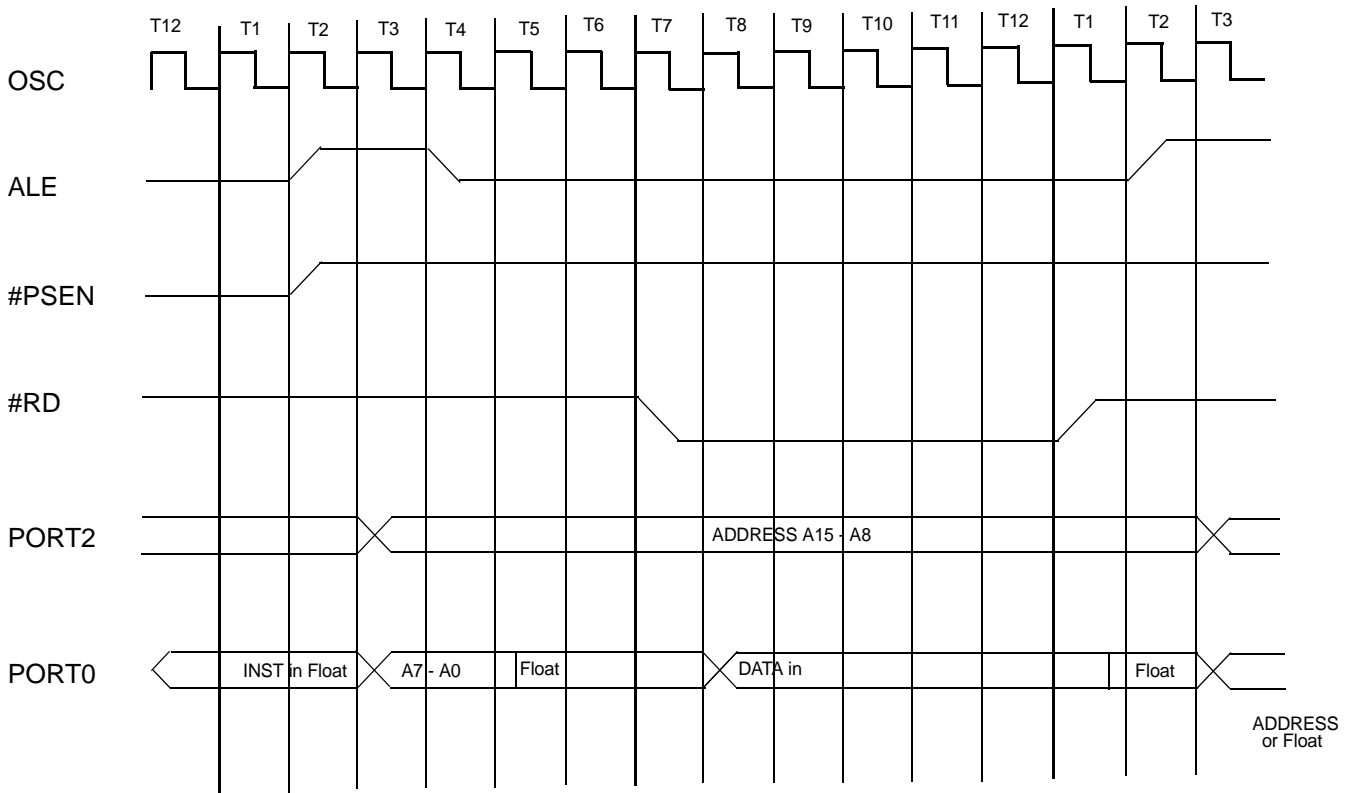 T12 T1 T2 T3 T4 T5 T6 T7 T8 T9 T10 T11 T12 T1 T2 T3
OSC
ALE
#PSEN
#RD
PORT2 ADDRESS A15 - A8
PORT0 INST in Float A7 - A0 Float DATA in Float
ADDRESS
or Float